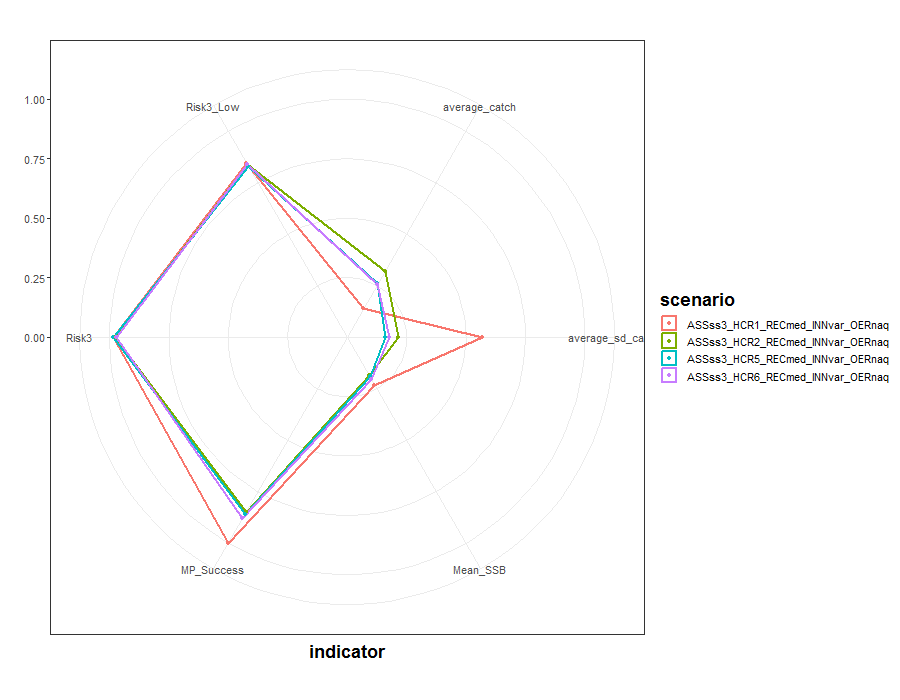 1.00
0.75
0.50
0.25
0.00
Risk3_Low
average_catch
Risk3
average_sd_ca
MP_Success
Mean_SSB
indicator
scenario
ASSss3_HCR1_RECmed_INNvar_OERnaq
ASSss3_HCR2_RECmed_INNvar_OERnaq
ASSss3_HCR5_RECmed_INNvar_OERnaq
ASSss3_HCR6_RECmed_INNvar_OERnaq